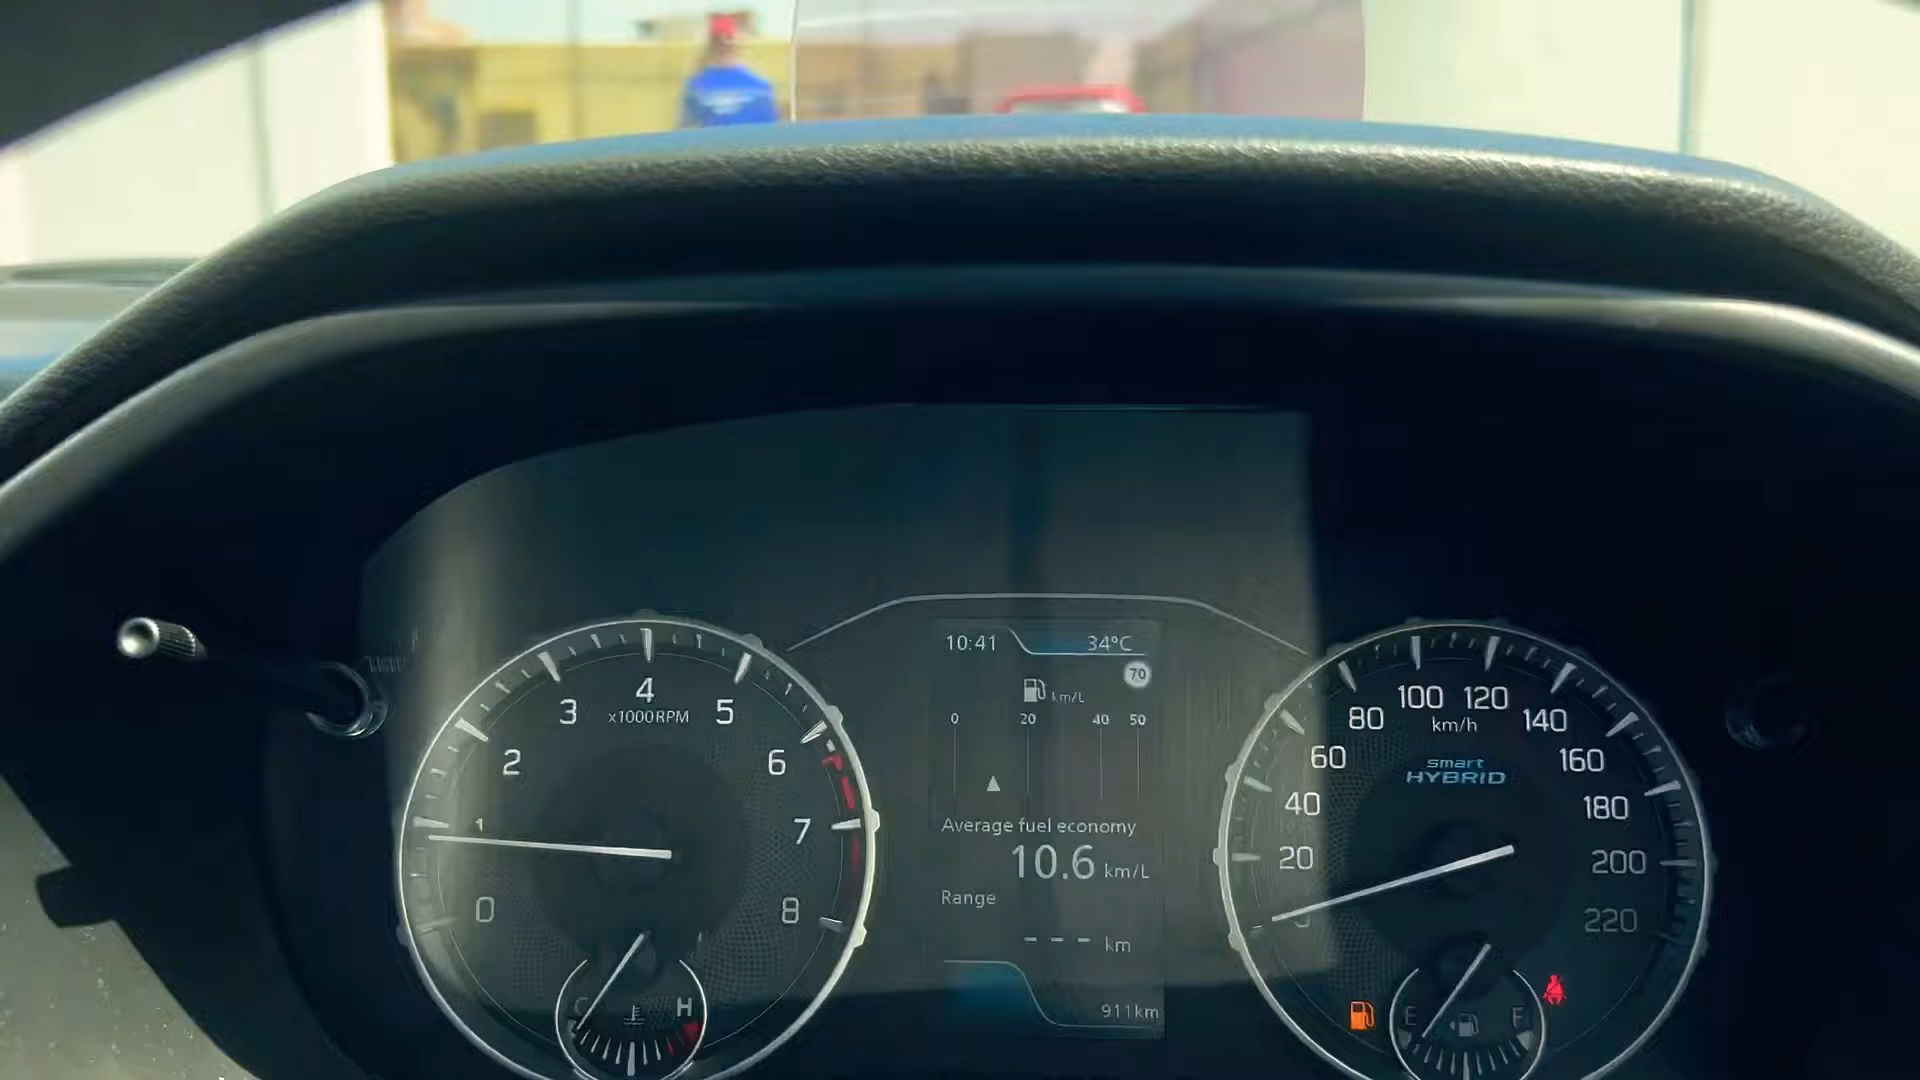 10:41 34°C
70
km/L
0 20 40 50
Average fuel economy
10.6 km/L
Range
--- km
911km
0
1
2
3
4
5
6
7
8
x1000RPM
C H
20
40
60
80
100
120
140
160
180
200
220
km/h
smart
HYBRID
E F